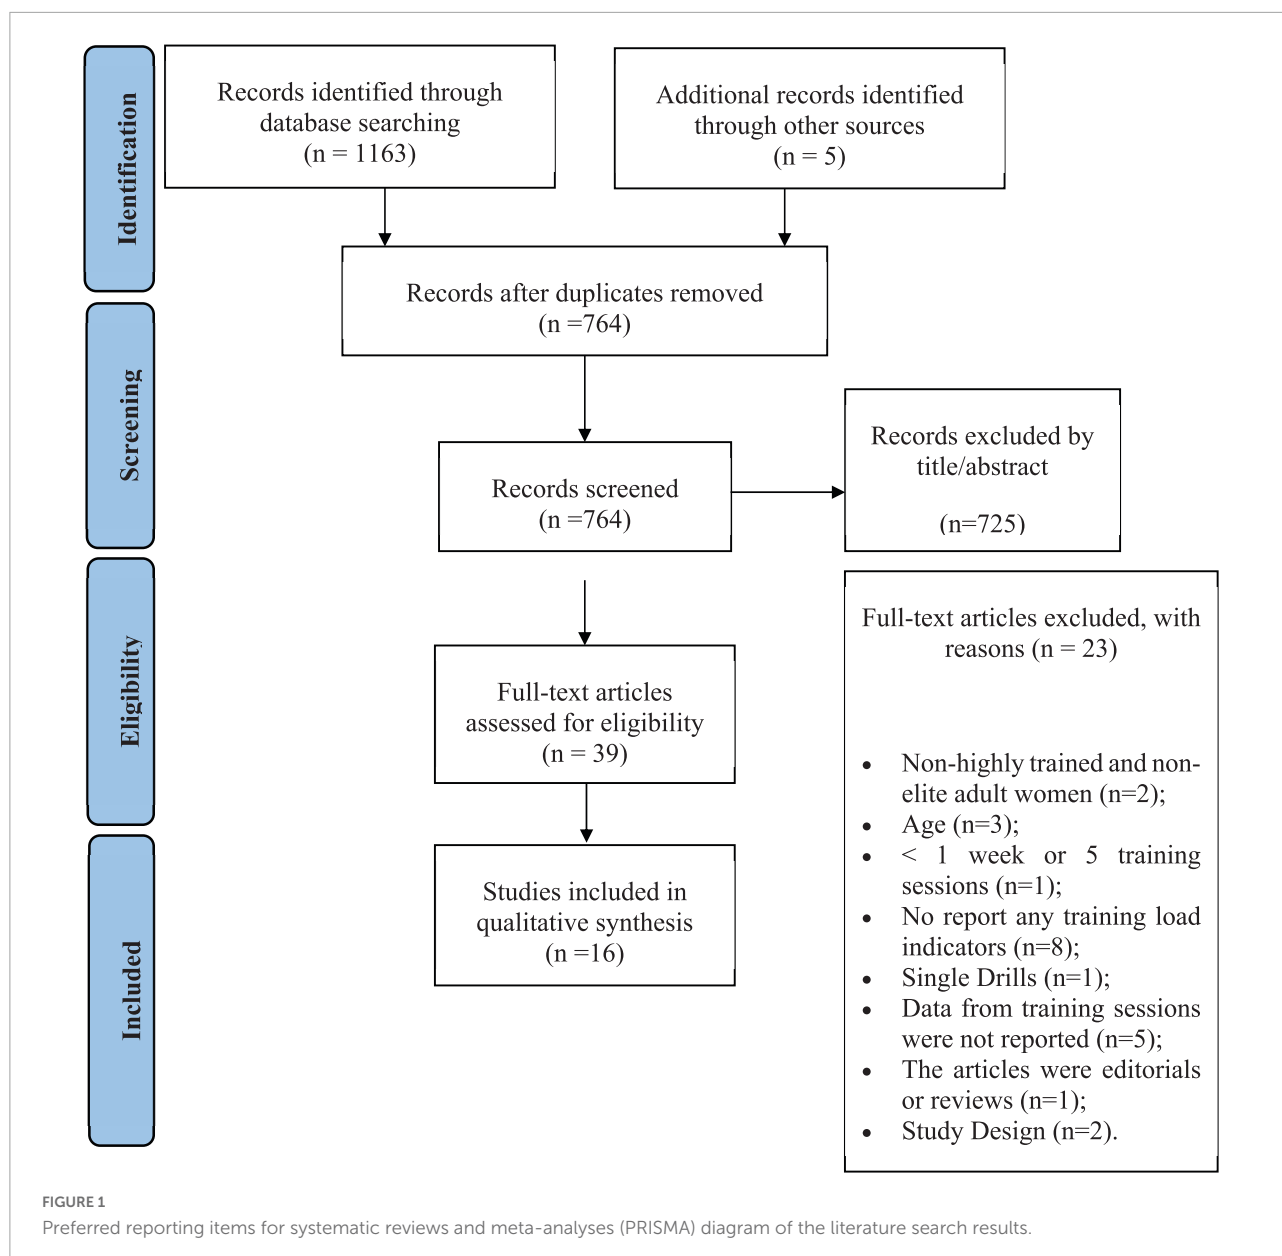 Identification
Records identified through
database searching
(n = 1163)
Additional records identified
through other sources
(n = 5)
Records after duplicates removed
(n =764)
Screening
Records screened
(n =764)
Records excluded by
title/abstract
(n=725)
Eligibility
Full-text articles
assessed for eligibility
(n = 39)
Full-text articles excluded, with
reasons (n = 23)
• Non-highly trained and non-
elite adult women (n=2);
• Age (n=3);
• < 1 week or 5 training
sessions (n=1);
• No report any training load
indicators (n=8);
• Single Drills (n=1);
• Data from training sessions
were not reported (n=5);
• The articles were editorials
or reviews (n=1);
• Study Design (n=2).
Included
Studies included in
qualitative synthesis
(n =16)
FIGURE 1
Preferred reporting items for systematic reviews and meta-analyses (PRISMA) diagram of the literature search results.